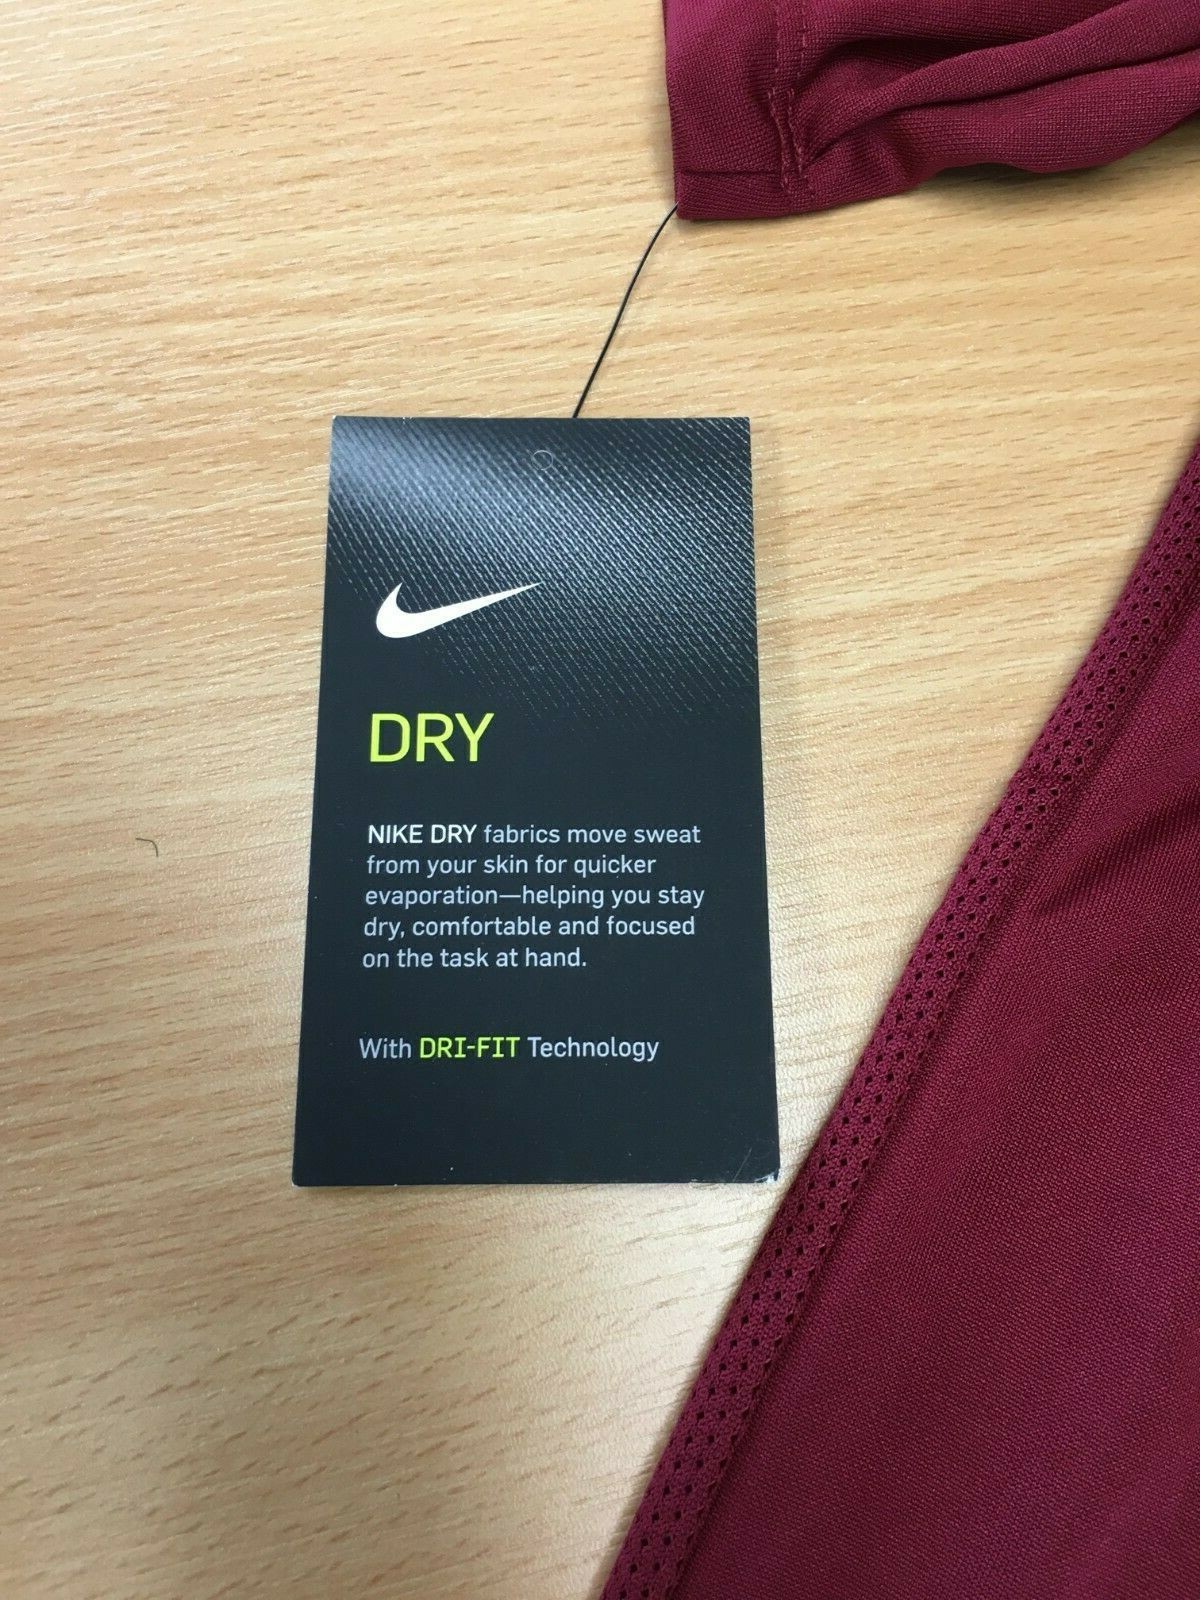 DRY
NIKE DRY fabrics move sweat
from your skin for quicker
evaporation—helping you stay
dry, comfortable and focused
on the task at hand.
With DRI-FIT Technology